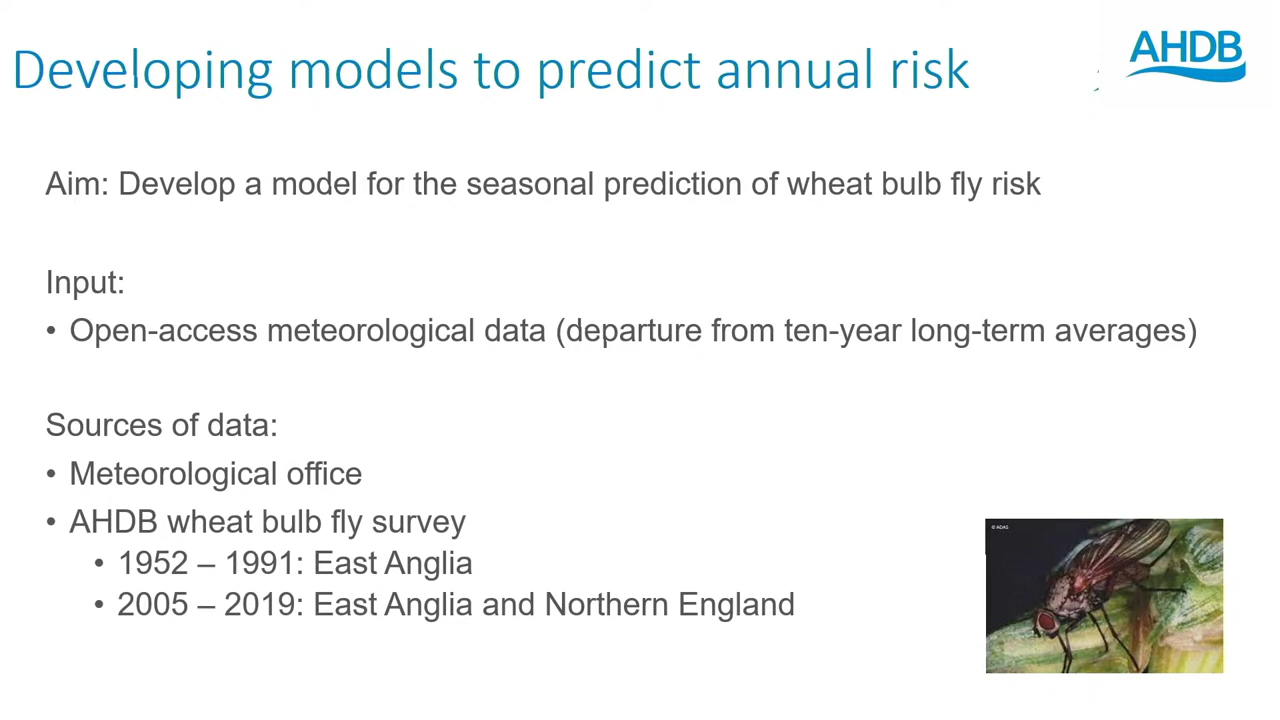 Developing models to predict annual risk
AHDB
Aim: Develop a model for the seasonal prediction of wheat bulb fly risk
Input:
• Open-access meteorological data (departure from ten-year long-term averages)
Sources of data:
• Meteorological office
• AHDB wheat bulb fly survey
• 1952 – 1991: East Anglia
• 2005 – 2019: East Anglia and Northern England
© ADAS